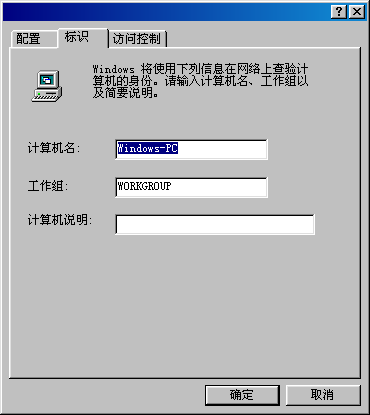 配置 标识 访问控制
Windows 将使用下列信息在网络上查验计
算机的身份。请输入计算机名、工作组以
及简要说明。
计算机名: Windows-PC
工作组: WORKGROUP
计算机说明:
确定 取消